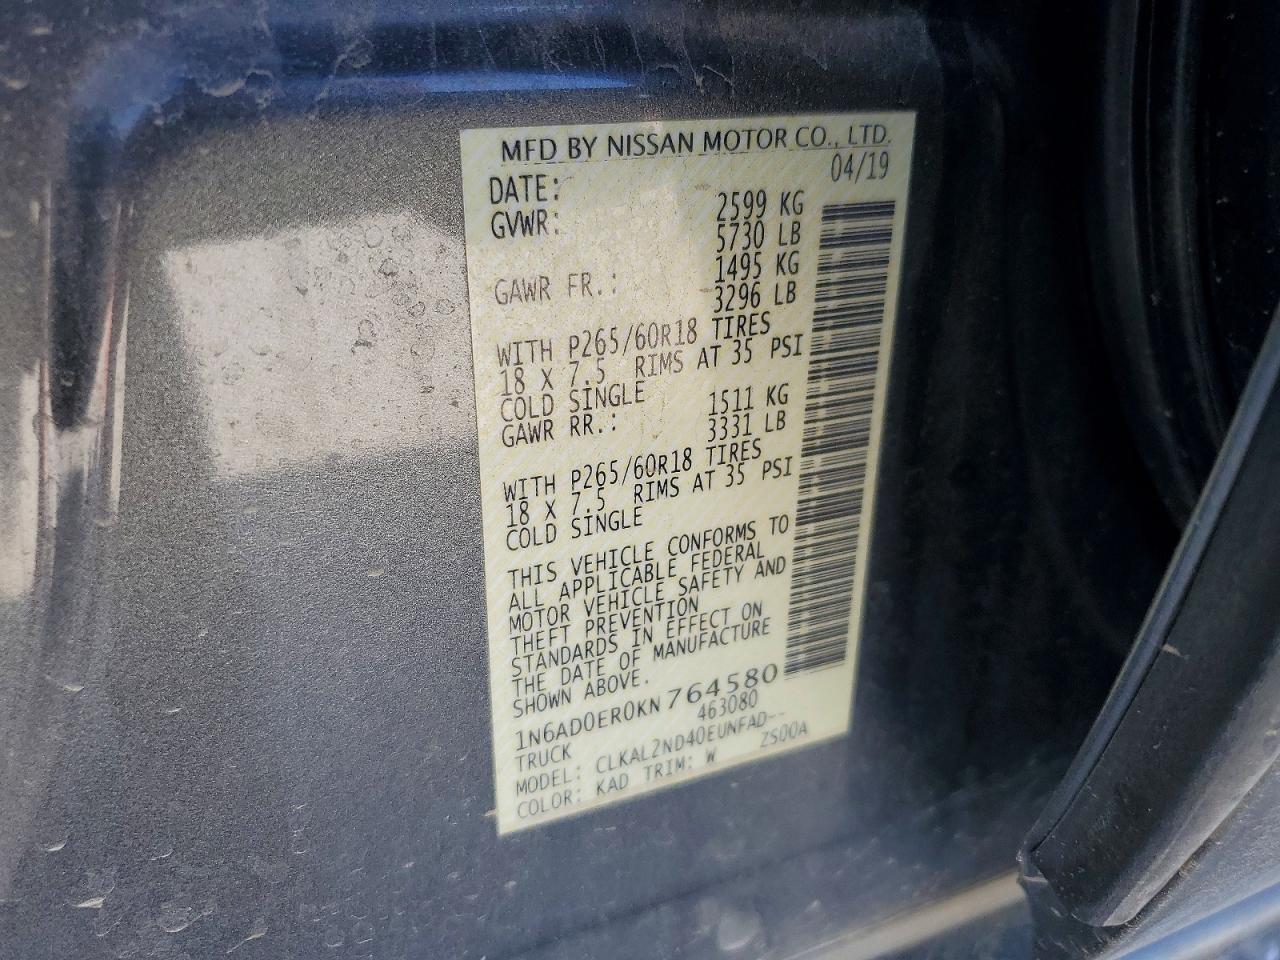 MFD BY NISSAN MOTOR CO., LTD.
DATE: 04/19
GVWR: 2599 KG
5730 LB
GAWR FR.: 1495 KG
3296 LB
WITH P265/60R18 TIRES
18 X 7.5 RIMS AT 35 PSI
COLD SINGLE
GAWR RR.: 1511 KG
3331 LB
WITH P265/60R18 TIRES
18 X 7.5 RIMS AT 35 PSI
COLD SINGLE
THIS VEHICLE CONFORMS TO
ALL APPLICABLE FEDERAL
MOTOR VEHICLE SAFETY AND
THEFT PREVENTION
STANDARDS IN EFFECT ON
THE DATE OF MANUFACTURE
SHOWN ABOVE.
1N6AD0ER0KN764580
TRUCK 463080
MODEL: CLKAL2ND40EUNFAD--
COLOR: KAD TRIM: W ZS00A